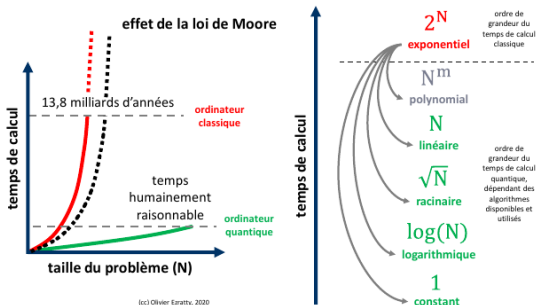 effet de la loi de Moore
13,8 milliards d'années
ordinateur
classique
temps de calcul
temps
humainement
raisonnable
ordinateur
quantique
taille du problème (N)
(cc) Olivier Ezratty, 2020
temps de calcul
2^N
exponentiel
ordre de
grandeur du
temps de calcul
classique
N^m
polynomial
N
linéaire
√N
racinaire
log(N)
logarithmique
1
constant
ordre de
grandeur du
temps de calcul
quantique,
dépendant des
algorithmes
disponibles et
utilisés